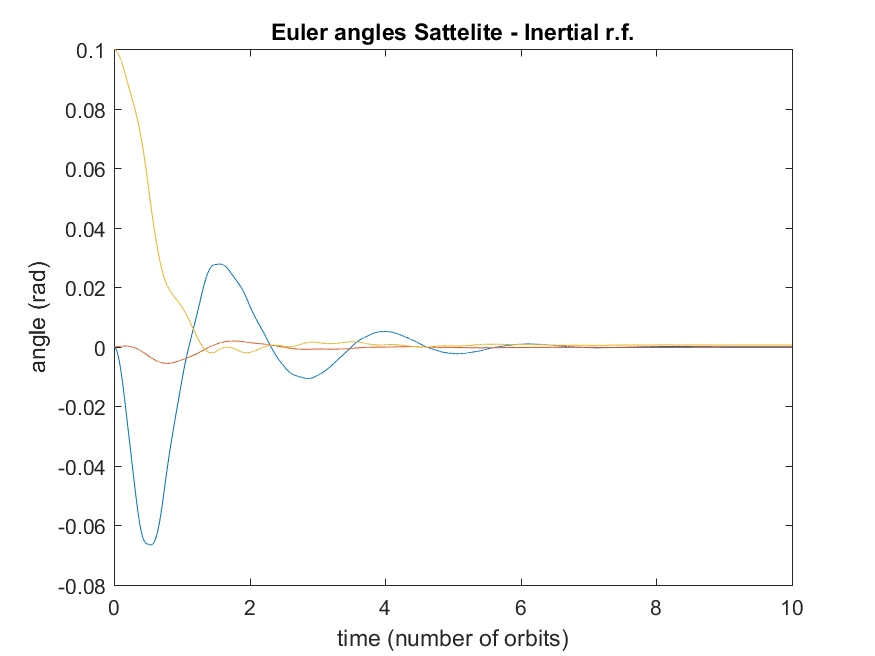 Euler angles Sattelite - Inertial r.f.
0.1
0.08
0.06
0.04
0.02
0
-0.02
-0.04
-0.06
-0.08
angle (rad)
0 2 4 6 8 10
time (number of orbits)